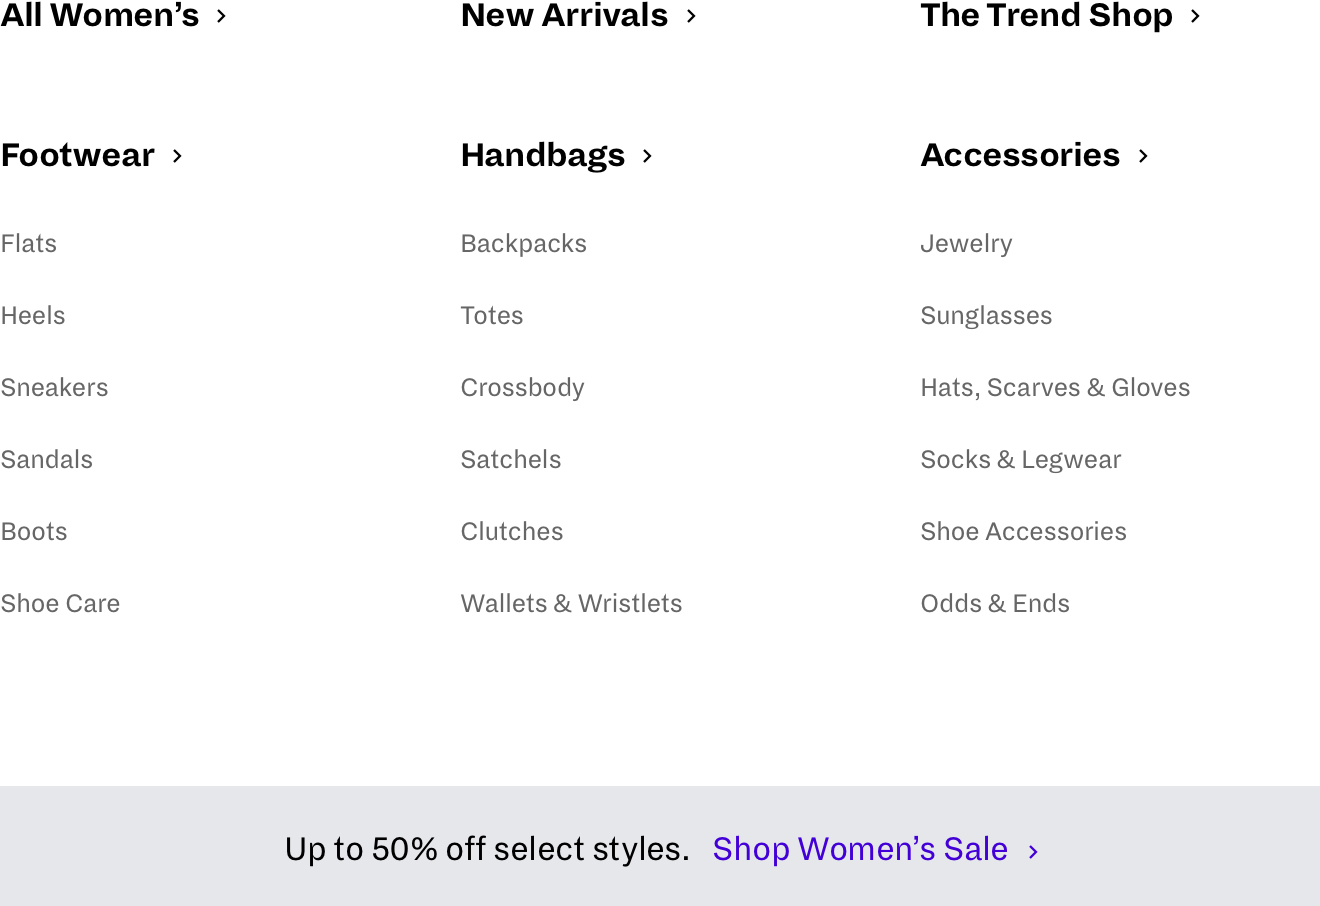 All Women’s
New Arrivals
The Trend Shop
Footwear
Flats
Heels
Sneakers
Sandals
Boots
Shoe Care
Handbags
Backpacks
Totes
Crossbody
Satchels
Clutches
Wallets & Wristlets
Accessories
Jewelry
Sunglasses
Hats, Scarves & Gloves
Socks & Legwear
Shoe Accessories
Odds & Ends
Up to 50% off select styles. Shop Women’s Sale